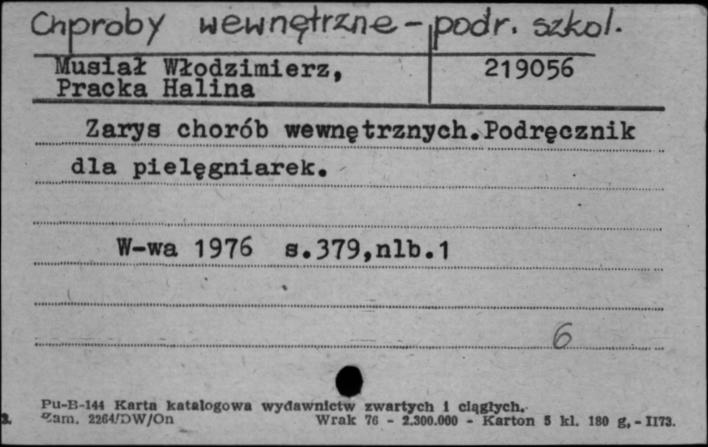 Chproby wewnętrzne - podr. szkol.
Musiał Włodzimierz, 219056
Pracka Halina
Zarys chorób wewnętrznych.Podręcznik
dla pielęgniarek.
W-wa 1976 s.379,nlb.1
6
Pu-B-144 Karta katalogowa wydawnictw zwartych i ciągłych.
Zam. 2264/DW/On Wrak 76 - 2.300.000 - Karton 5 kl. 180 g, - II73.